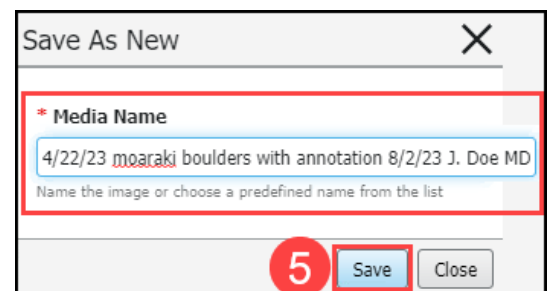 Save As New
* Media Name
4/22/23 moaraki boulders with annotation 8/2/23 J. Doe MD
Name the image or choose a predefined name from the list
5 Save Close